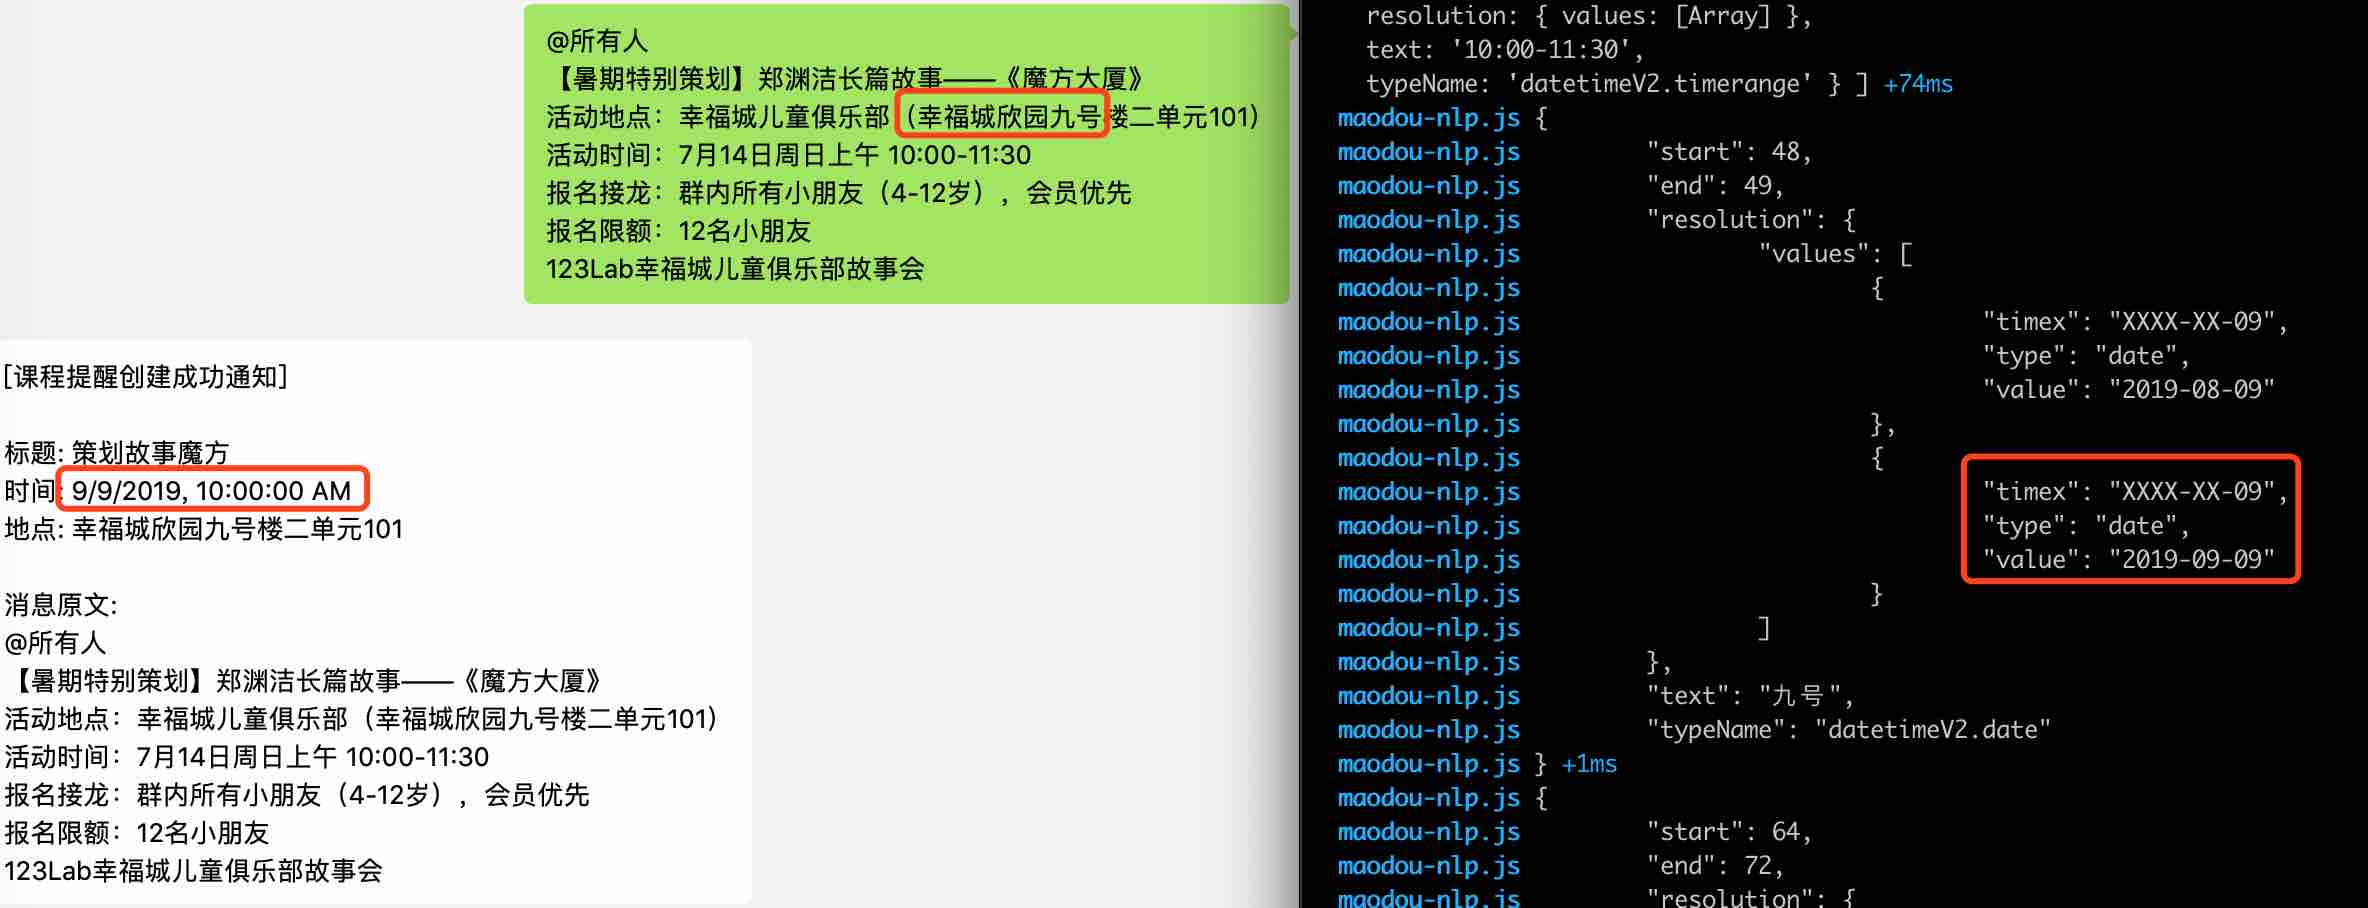 @所有人
【暑期特别策划】郑渊洁长篇故事——《魔方大厦》
活动地点：幸福城儿童俱乐部（幸福城欣园九号楼二单元101）
活动时间：7月14日周日上午 10:00-11:30
报名接龙：群内所有小朋友（4-12岁），会员优先
报名限额：12名小朋友
123Lab幸福城儿童俱乐部故事会
[课程提醒创建成功通知]
标题: 策划故事魔方
时间: 9/9/2019, 10:00:00 AM
地点: 幸福城欣园九号楼二单元101
消息原文:
@所有人
【暑期特别策划】郑渊洁长篇故事——《魔方大厦》
活动地点：幸福城儿童俱乐部（幸福城欣园九号楼二单元101）
活动时间：7月14日周日上午 10:00-11:30
报名接龙：群内所有小朋友（4-12岁），会员优先
报名限额：12名小朋友
123Lab幸福城儿童俱乐部故事会
resolution: { values: [Array] },
text: '10:00-11:30',
typeName: 'datetimeV2.timerange' } ] +74ms
maodou-nlp.js {
maodou-nlp.js "start": 48,
maodou-nlp.js "end": 49,
maodou-nlp.js "resolution": {
maodou-nlp.js "values": [
maodou-nlp.js {
maodou-nlp.js "timex": "XXXX-XX-09",
maodou-nlp.js "type": "date",
maodou-nlp.js "value": "2019-08-09"
maodou-nlp.js },
maodou-nlp.js {
maodou-nlp.js "timex": "XXXX-XX-09",
maodou-nlp.js "type": "date",
maodou-nlp.js "value": "2019-09-09"
maodou-nlp.js }
maodou-nlp.js ]
maodou-nlp.js },
maodou-nlp.js "text": "九号",
maodou-nlp.js "typeName": "datetimeV2.date"
maodou-nlp.js } +1ms
maodou-nlp.js {
maodou-nlp.js "start": 64,
maodou-nlp.js "end": 72,
maodou-nlp.js "resolution": {